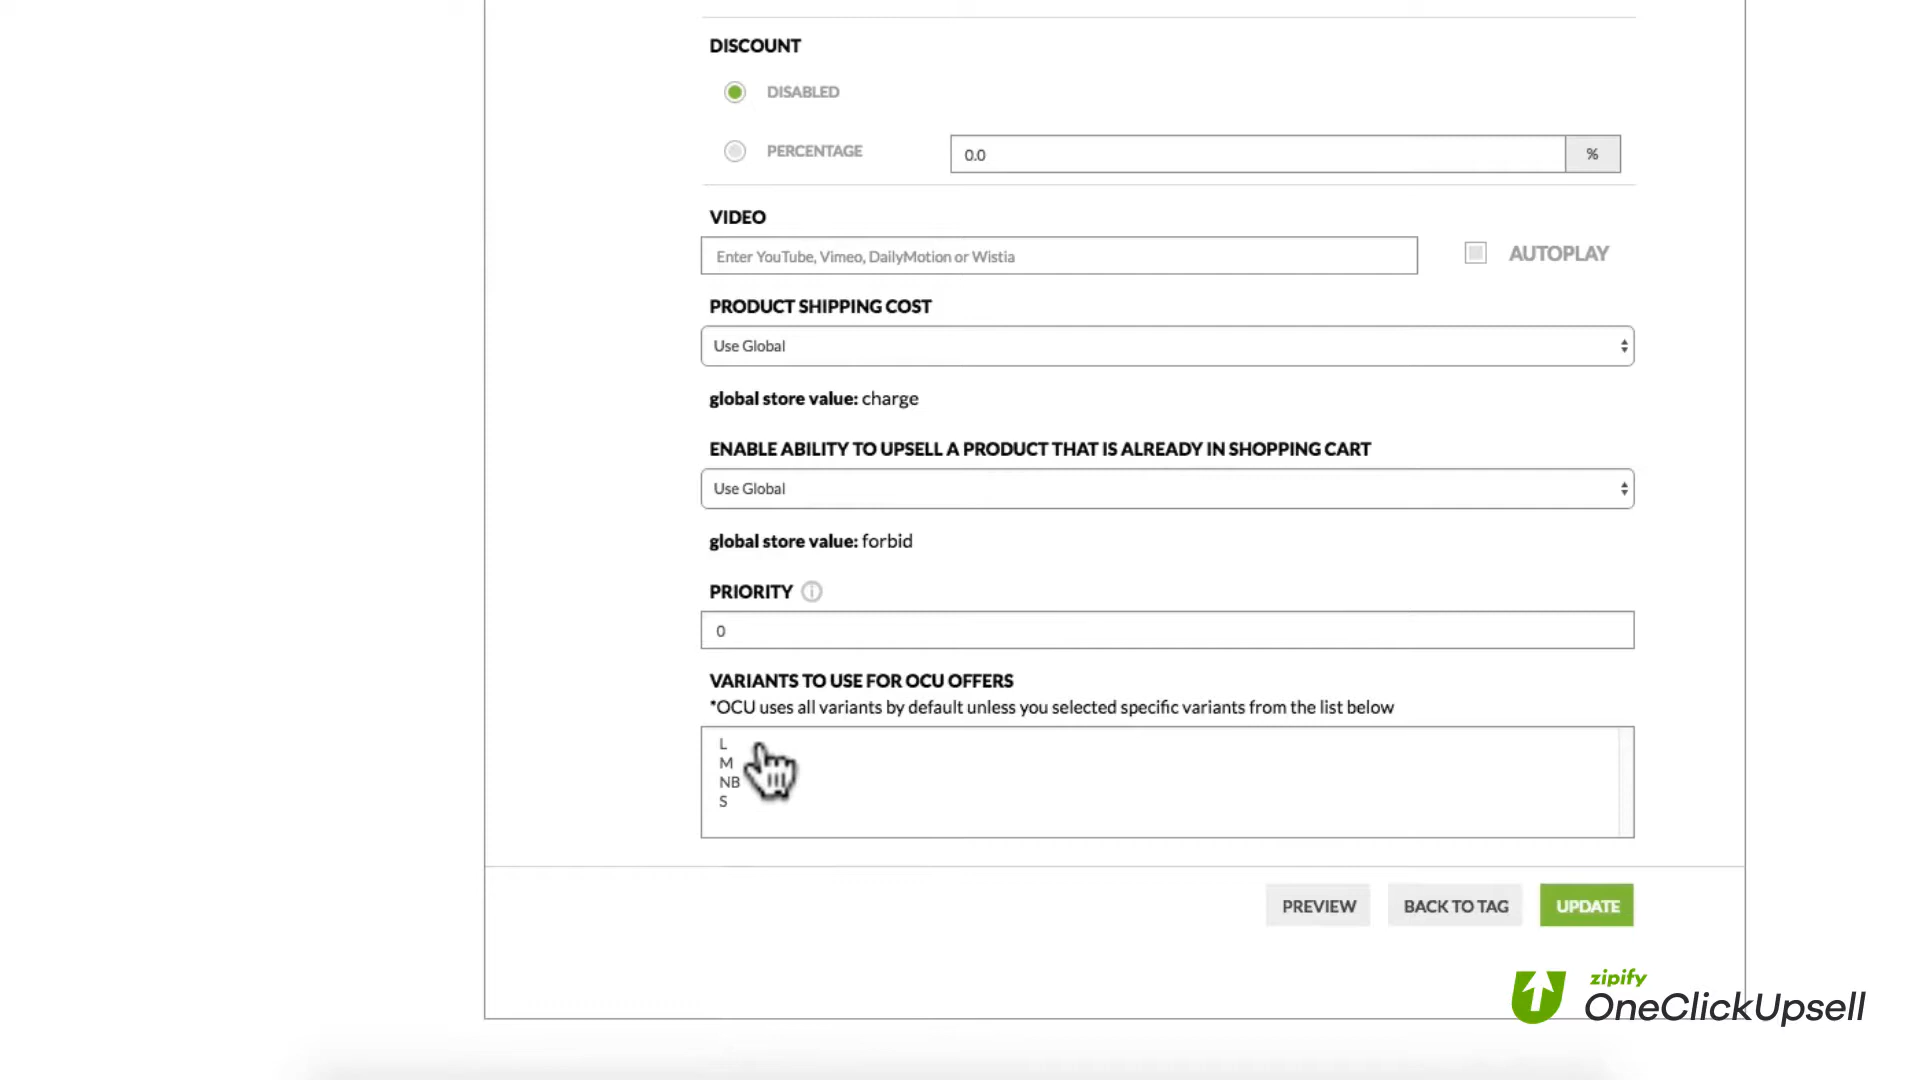 DISCOUNT
DISABLED
PERCENTAGE
0.0
%
VIDEO
Enter YouTube, Vimeo, DailyMotion or Wistia
AUTOPLAY
PRODUCT SHIPPING COST
Use Global
global store value: charge
ENABLE ABILITY TO UPSELL A PRODUCT THAT IS ALREADY IN SHOPPING CART
Use Global
global store value: forbid
PRIORITY
0
VARIANTS TO USE FOR OCU OFFERS
*OCU uses all variants by default unless you selected specific variants from the list below
L
M
NB
S
PREVIEW
BACK TO TAG
UPDATE
zipify
OneClickUpsell